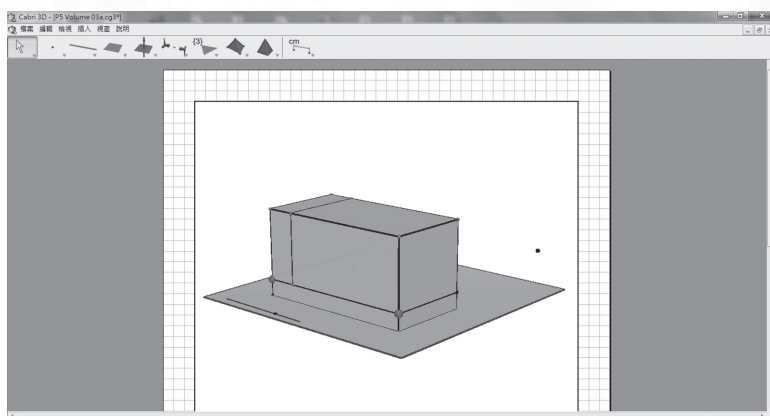 Cabri 3D - [P5 Volume 03a.cg3*]
檔案 編輯 檢視 插入 視窗 說明
{3}
cm